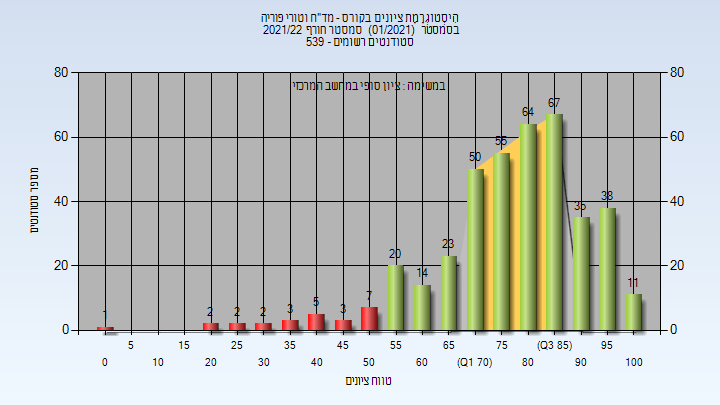 היסטוגרמת ציונים בקורס - מד"ח וטורי פוריה
בסמסטר (01/2021) סמסטר חורף 2021/22
סטודנטים רשומים - 539
במשימה : ציון סופי במחשב המרכזי
מספר סטודנטים
80 80
60 60
40 40
20 20
0 0
1 2 2 2 3 5 3 7 20 14 23 50 55 64 67 35 38 11
5 15 25 35 45 55 65 75 (Q3 85) 95
0 10 20 30 40 50 60 (Q1 70) 80 90 100
טווח ציונים